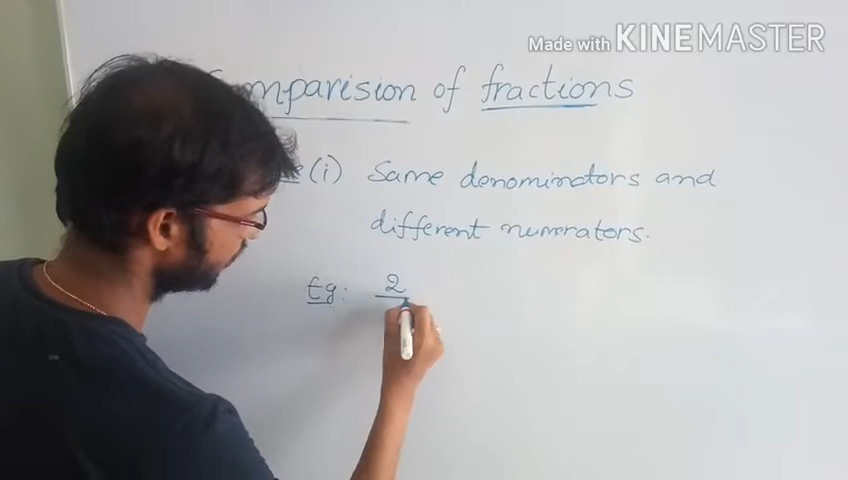 Made with KINEMASTER
mparision of fractions
(i) Same denominators and
different numerators.
Eg: 2